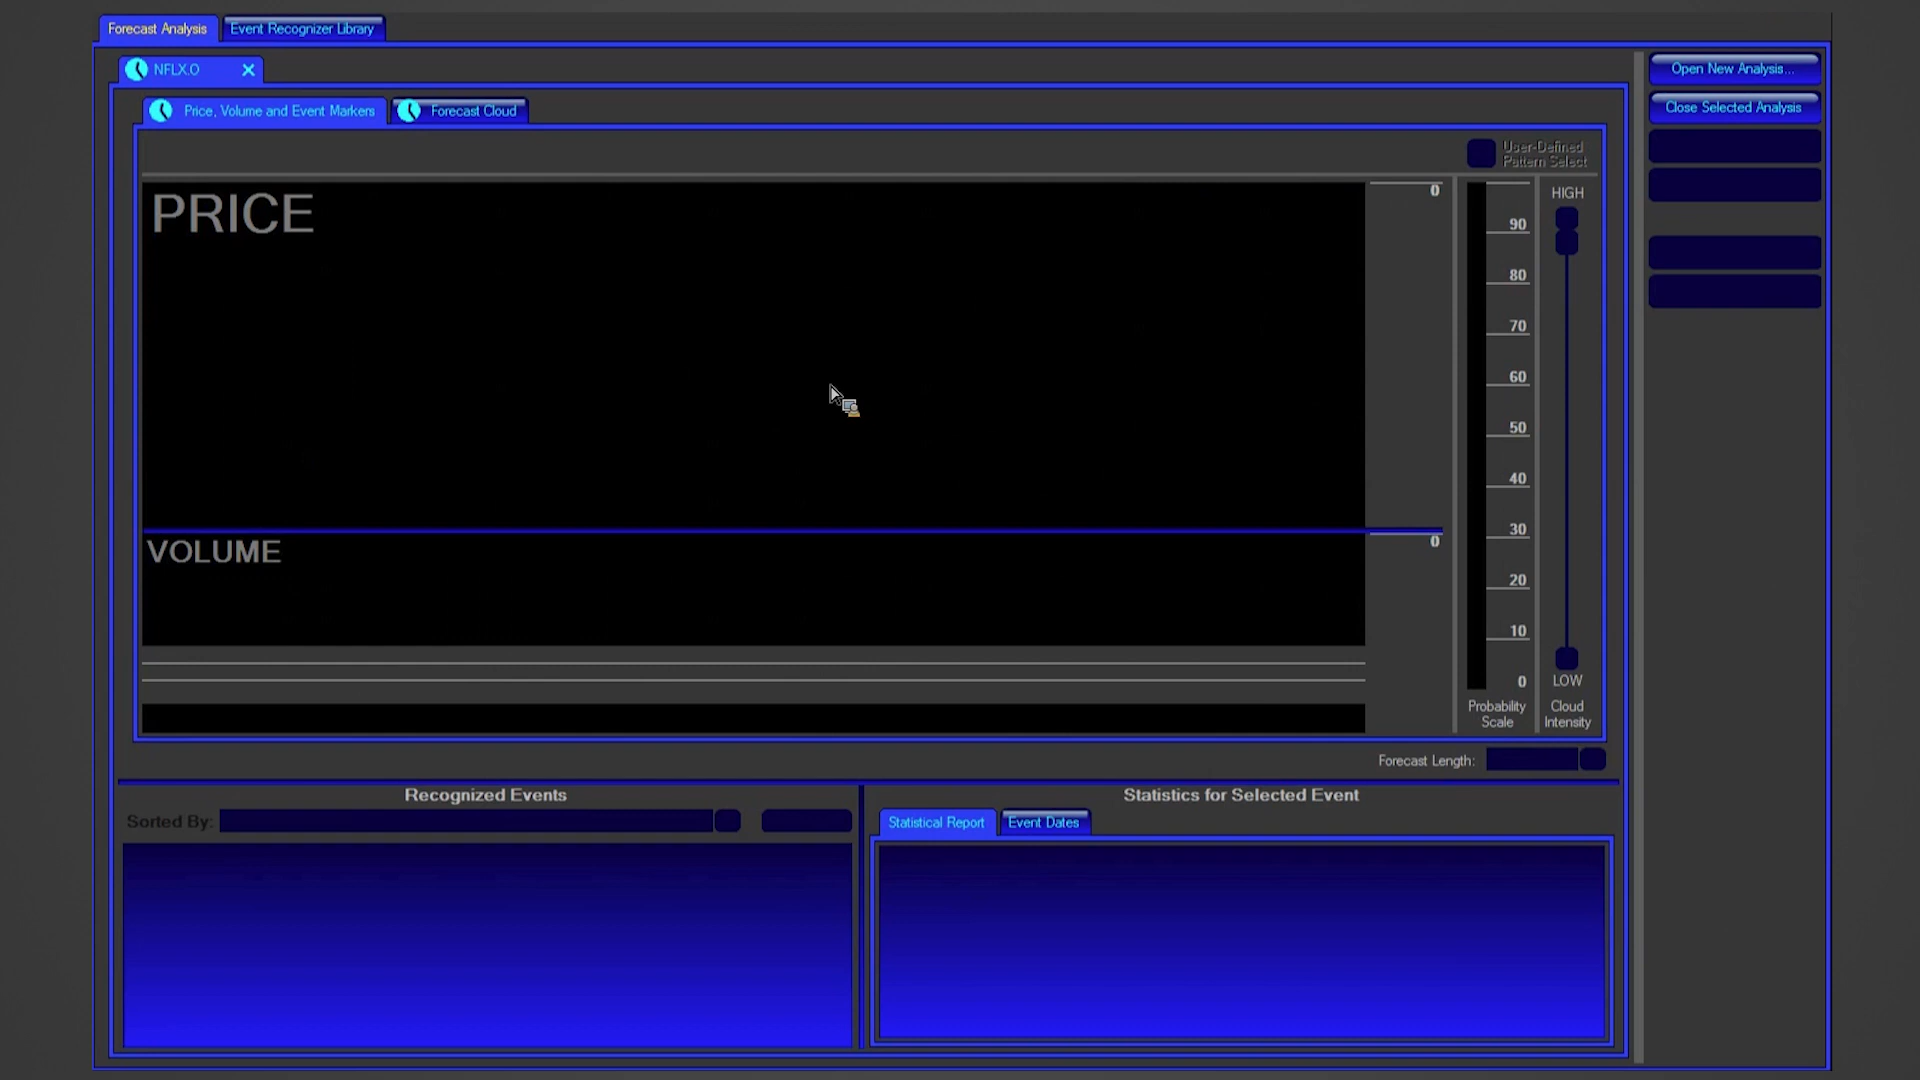 Forecast Analysis
Event Recognizer Library
NFLX.O
Open New Analysis...
Price, Volume and Event Markers
Forecast Cloud
Close Selected Analysis
User-Defined
Pattern Select
PRICE
0
HIGH
90
80
70
60
50
40
30
VOLUME
0
20
10
0
LOW
Probability
Scale
Cloud
Intensity
Forecast Length:
Recognized Events
Statistics for Selected Event
Sorted By:
Statistical Report
Event Dates